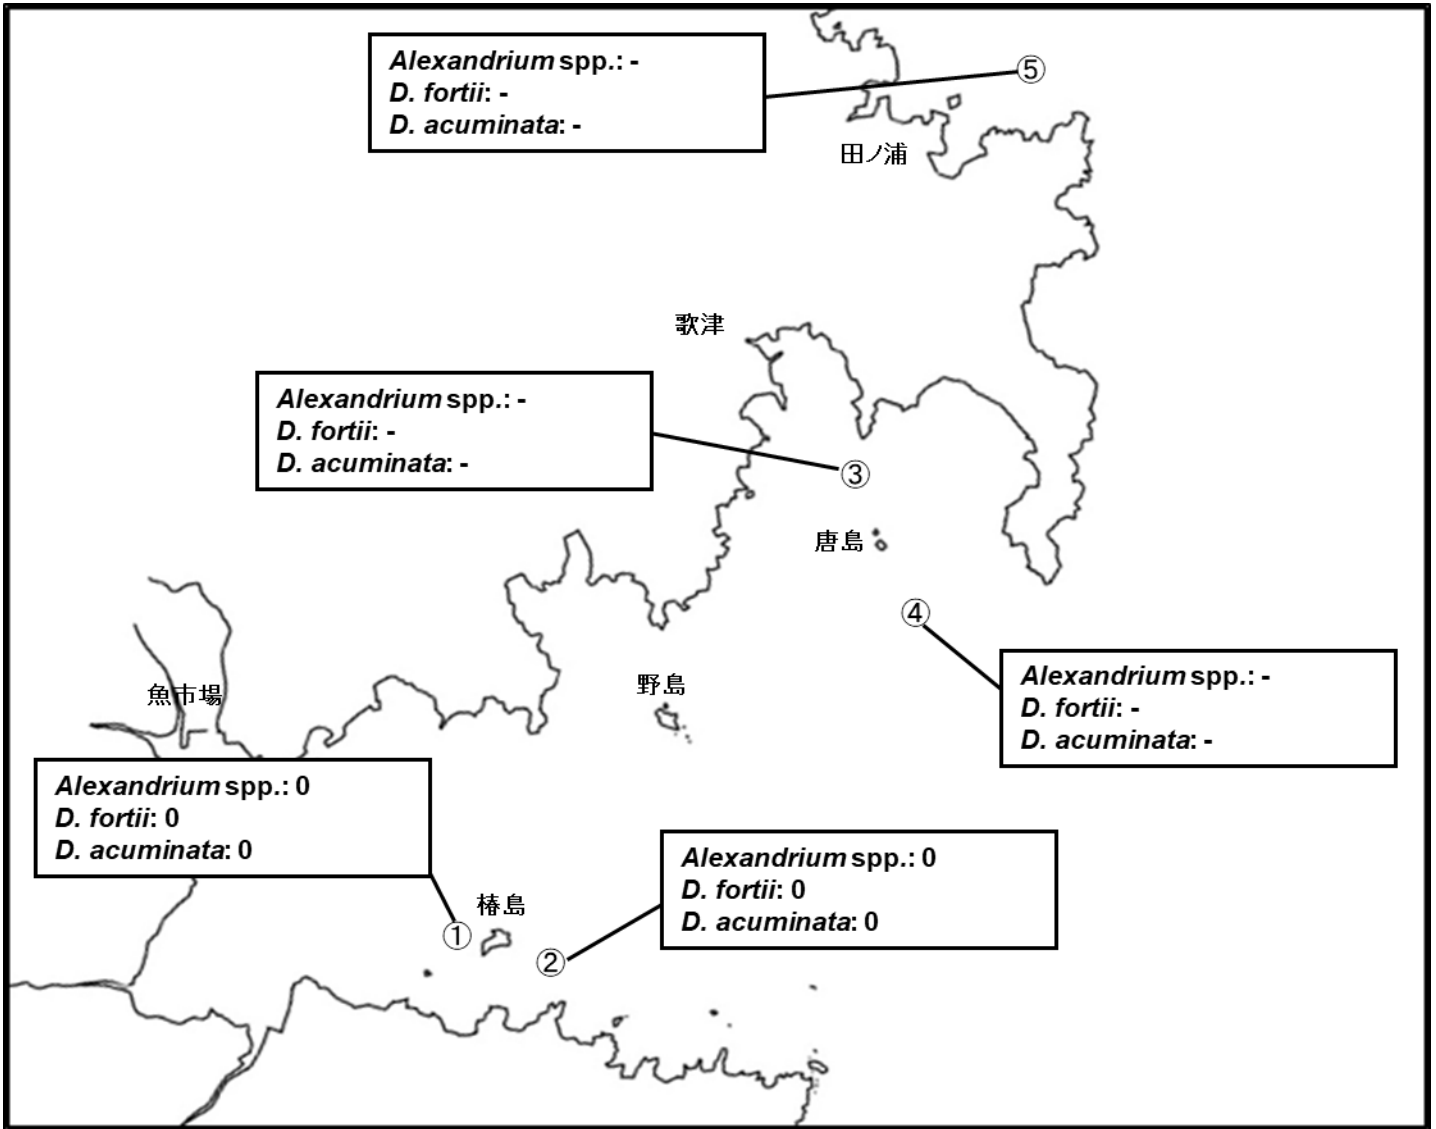 Alexandrium spp.: -
D. fortii: -
D. acuminata: -
⑤
田ノ浦
歌津
Alexandrium spp.: -
D. fortii: -
D. acuminata: -
③
唐島
④
Alexandrium spp.: -
D. fortii: -
D. acuminata: -
野島
魚市場
Alexandrium spp.: 0
D. fortii: 0
D. acuminata: 0
①
椿島
②
Alexandrium spp.: 0
D. fortii: 0
D. acuminata: 0